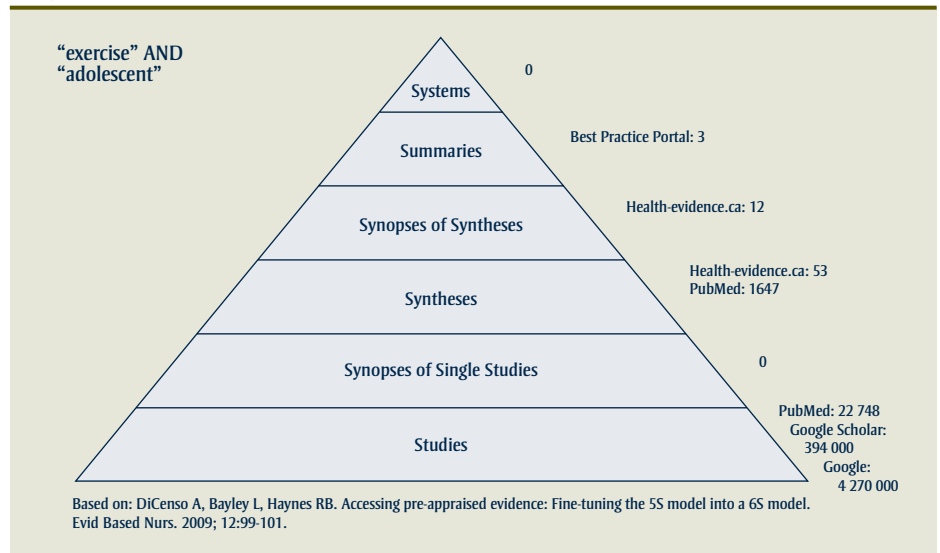 “exercise” AND
“adolescent”
0
Systems
Best Practice Portal: 3
Summaries
Health-evidence.ca: 12
Synopses of Syntheses
Health-evidence.ca: 53
PubMed: 1647
Syntheses
0
Synopses of Single Studies
PubMed: 22 748
Google Scholar:
394 000
Google:
4 270 000
Studies
Based on: DiCenso A, Bayley L, Haynes RB. Accessing pre-appraised evidence: Fine-tuning the 5S model into a 6S model.
Evid Based Nurs. 2009; 12:99-101.